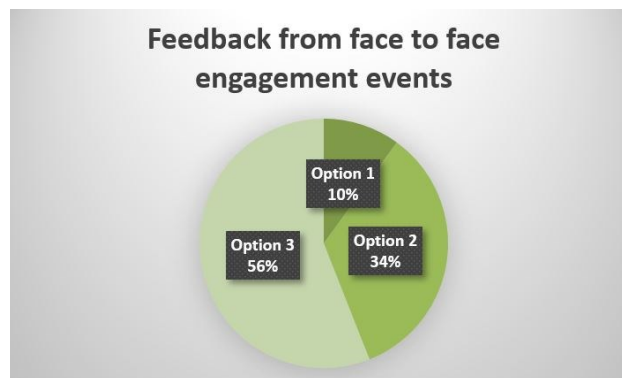 Feedback from face to face
engagement events
Option 1
10%
Option 2
34%
Option 3
56%